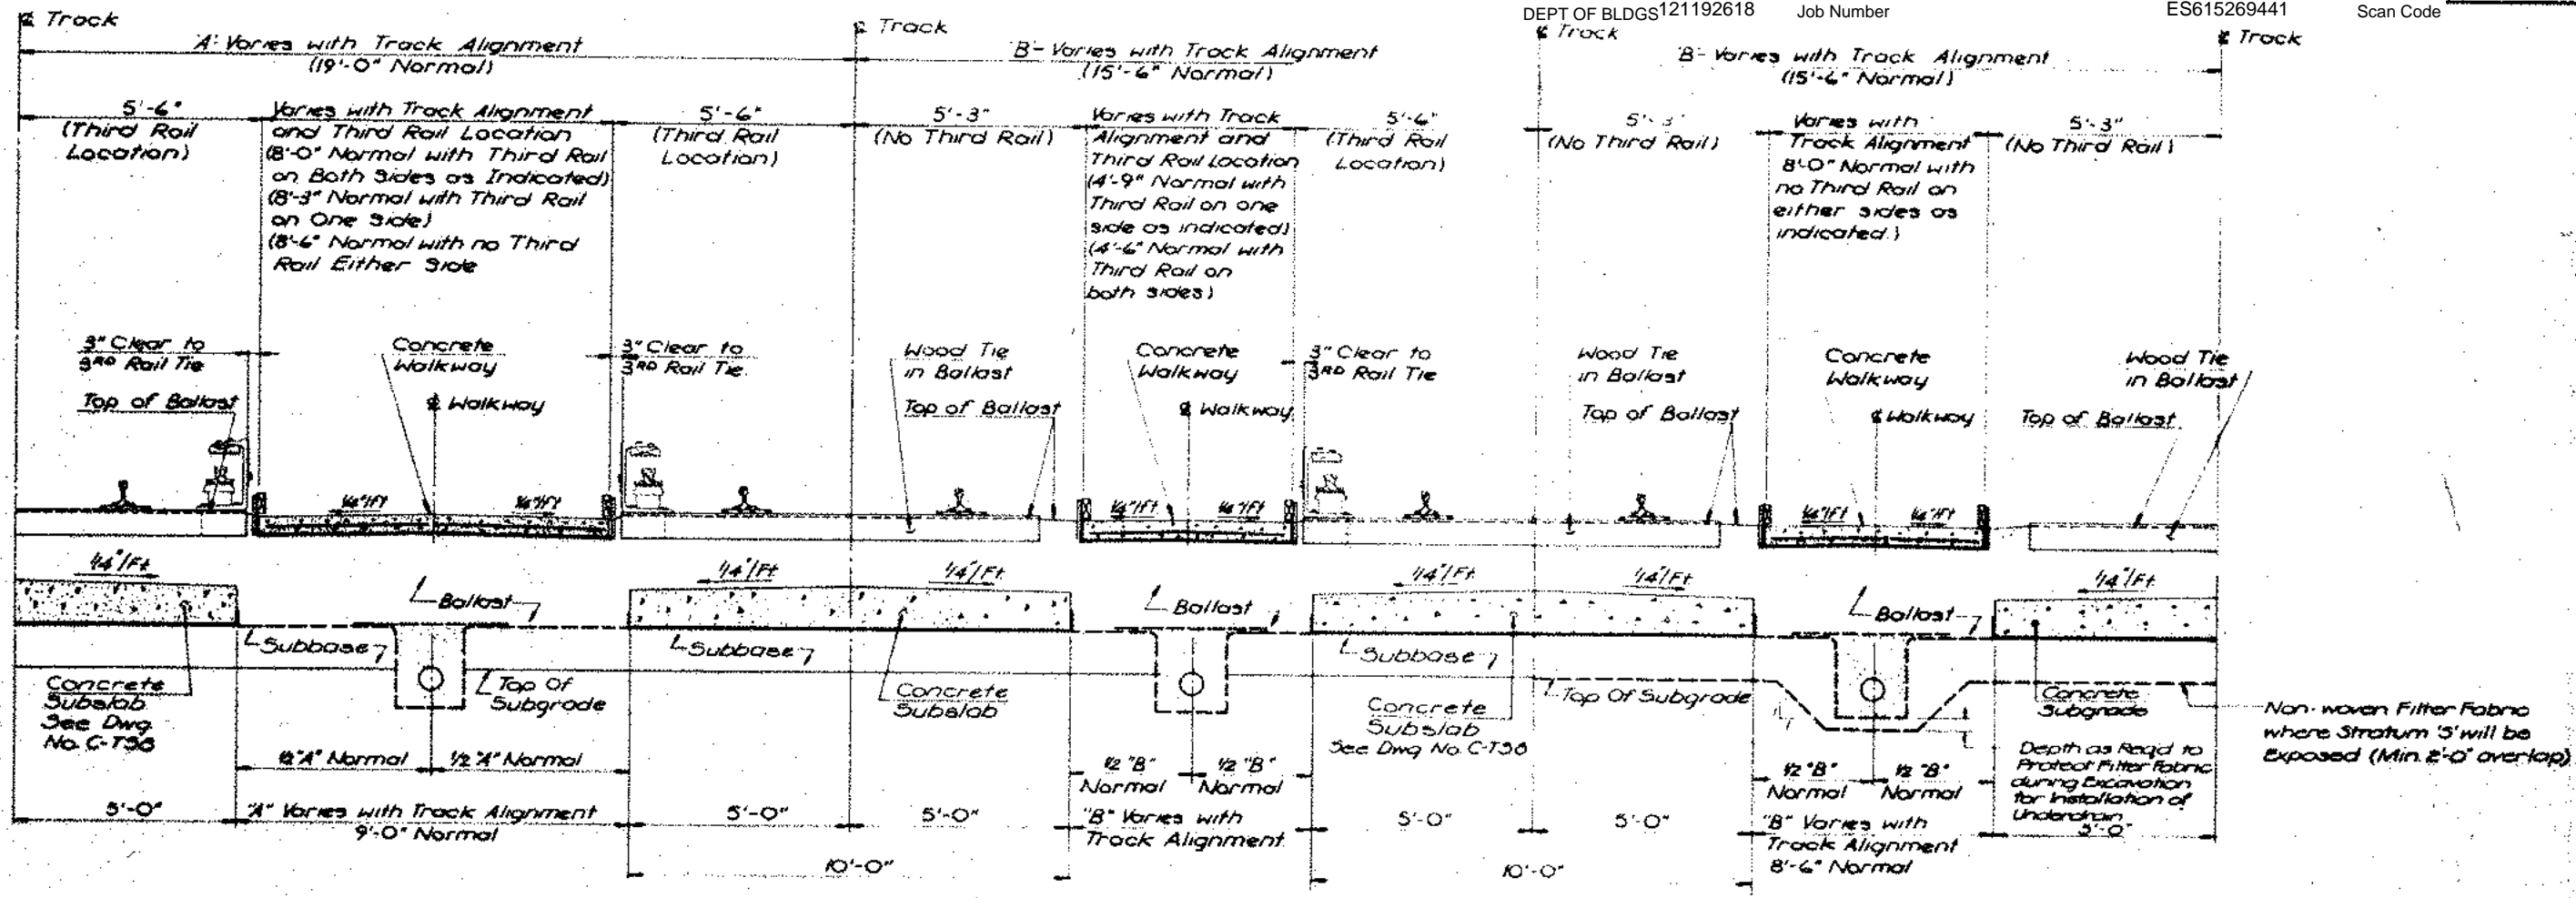 DEPT OF BLDGS121192618 Job Number ES615269441 Scan Code
℄ Track
℄ Track
℄ Track
℄ Track
'A'- Varies with Track Alignment
(19'-0" Normal)
'B'- Varies with Track Alignment
(15'-6" Normal)
'B'- Varies with Track Alignment
(15'-6" Normal)
5'-6"
(Third Rail
Location)
Varies with Track Alignment
and Third Rail Location
(8'-0" Normal with Third Rail
on Both Sides as Indicated)
(8'-3" Normal with Third Rail
on One Side)
(8'-6" Normal with no Third
Rail Either Side
5'-6"
(Third Rail
Location)
5'-3"
(No Third Rail)
Varies with Track
Alignment and
Third Rail Location
(4'-9" Normal with
Third Rail on one
side as indicated)
(4'-6" Normal with
Third Rail on
both sides)
5'-6"
(Third Rail
Location)
5'-3"
(No Third Rail)
Varies with
Track Alignment
8'-0" Normal with
no Third Rail on
either sides as
indicated.)
5'-3"
(No Third Rail)
3" Clear to
3RD Rail Tie
Top of Ballast
Concrete
Walkway
℄ Walkway
3" Clear to
3RD Rail Tie
Wood Tie
in Ballast
Top of Ballast
Concrete
Walkway
℄ Walkway
3" Clear to
3RD Rail Tie
Wood Tie
in Ballast
Top of Ballast
Concrete
Walkway
℄ Walkway
Wood Tie
in Ballast
Top of Ballast
1/4"/Ft
1/4"/Ft
1/4"/Ft
1/4"/Ft
1/4"/Ft
1/4"/Ft
1/4"/Ft
1/4"/Ft
1/4"/Ft
1/4"/Ft
1/4"/Ft
1/4"/Ft
Ballast
Ballast
Ballast
Subbase
Subbase
Subbase
Concrete
Subslab
See Dwg
No. C-T36
Top Of
Subgrade
Concrete
Subslab
Concrete
Subslab
See Dwg No. C-T36
Top Of Subgrade
Concrete
Subgrade
Non-woven Filter Fabric
where Stratum 'S' will be
Exposed (Min. 2'-0" overlap)
Depth as Req'd to
Protect Filter Fabric
during Excavation
for Installation of
Underdrain
1/2 "A" Normal
1/2 "A" Normal
1/2 "B"
Normal
1/2 "B"
Normal
1/2 "B"
Normal
1/2 "B"
Normal
5'-0"
"A" Varies with Track Alignment
9'-0" Normal
5'-0"
5'-0"
"B" Varies with
Track Alignment
5'-0"
5'-0"
"B" Varies with
Track Alignment
8'-6" Normal
5'-0"
10'-0"
10'-0"